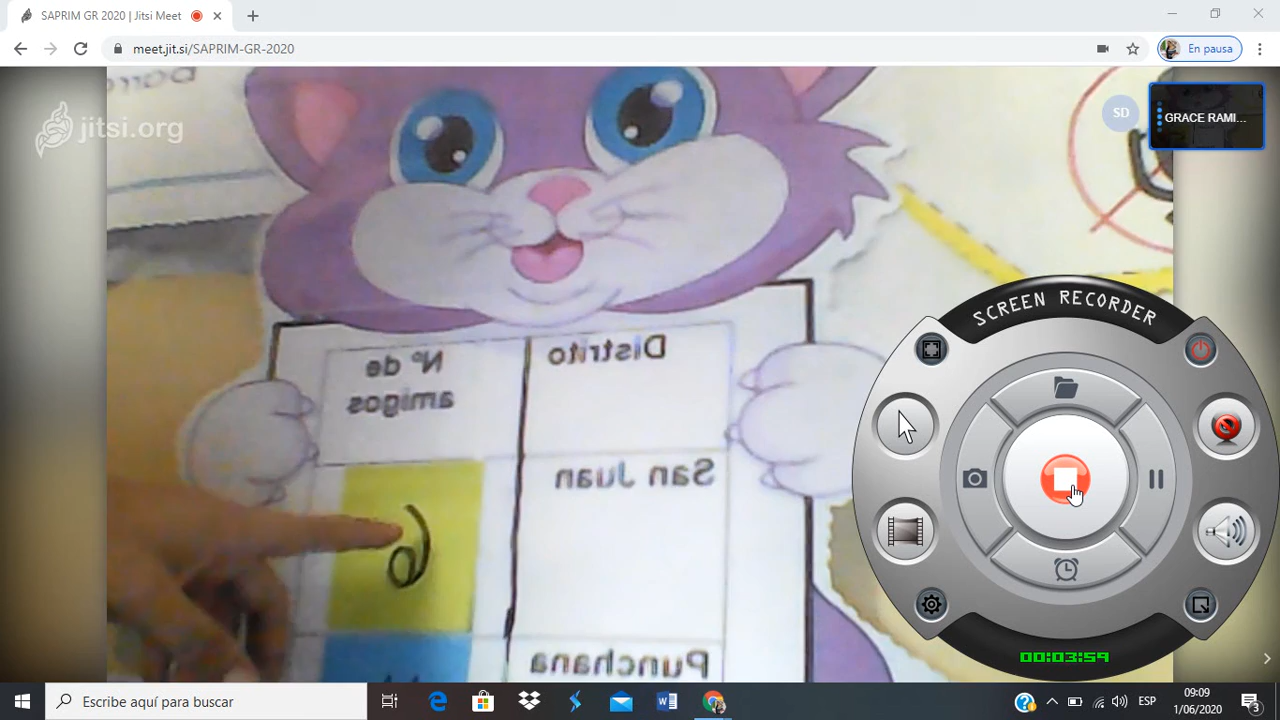 SAPRIM GR 2020 | Jitsi Meet
meet.jit.si/SAPRIM-GR-2020
En pausa
jitsi.org
SD
GRACE RAMI...
SCREEN RECORDER
Distrito
Nº de
amigos
San Juan
6
Punchana
00:03:59
Escribe aquí para buscar
ESP
09:09
1/06/2020
3